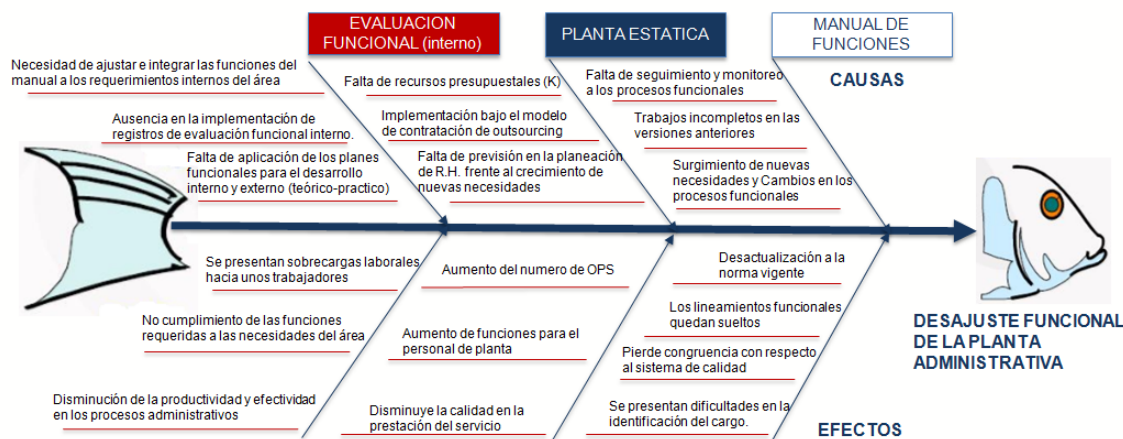 EVALUACION
FUNCIONAL (interno)
PLANTA ESTATICA
MANUAL DE
FUNCIONES
CAUSAS
Necesidad de ajustar e integrar las funciones del
manual a los requerimientos internos del área
Ausencia en la implementación de
registros de evaluación funcional interno.
Falta de aplicación de los planes
funcionales para el desarrollo
interno y externo (teórico-practico)
Falta de recursos presupuestales (K)
Implementación bajo el modelo
de contratación de outsourcing
Falta de previsión en la planeación
de R.H. frente al crecimiento de
nuevas necesidades
Falta de seguimiento y monitoreo
a los procesos funcionales
Trabajos incompletos en las
versiones anteriores
Surgimiento de nuevas
necesidades y Cambios en los
procesos funcionales
Se presentan sobrecargas laborales
hacia unos trabajadores
No cumplimiento de las funciones
requeridas a las necesidades del área
Disminución de la productividad y efectividad
en los procesos administrativos
Aumento del numero de OPS
Aumento de funciones para el
personal de planta
Disminuye la calidad en la
prestación del servicio
Desactualización a la
norma vigente
Los lineamientos funcionales
quedan sueltos
Pierde congruencia con respecto
al sistema de calidad
Se presentan dificultades en la
identificación del cargo.
DESAJUSTE FUNCIONAL
DE LA PLANTA
ADMINISTRATIVA
EFECTOS